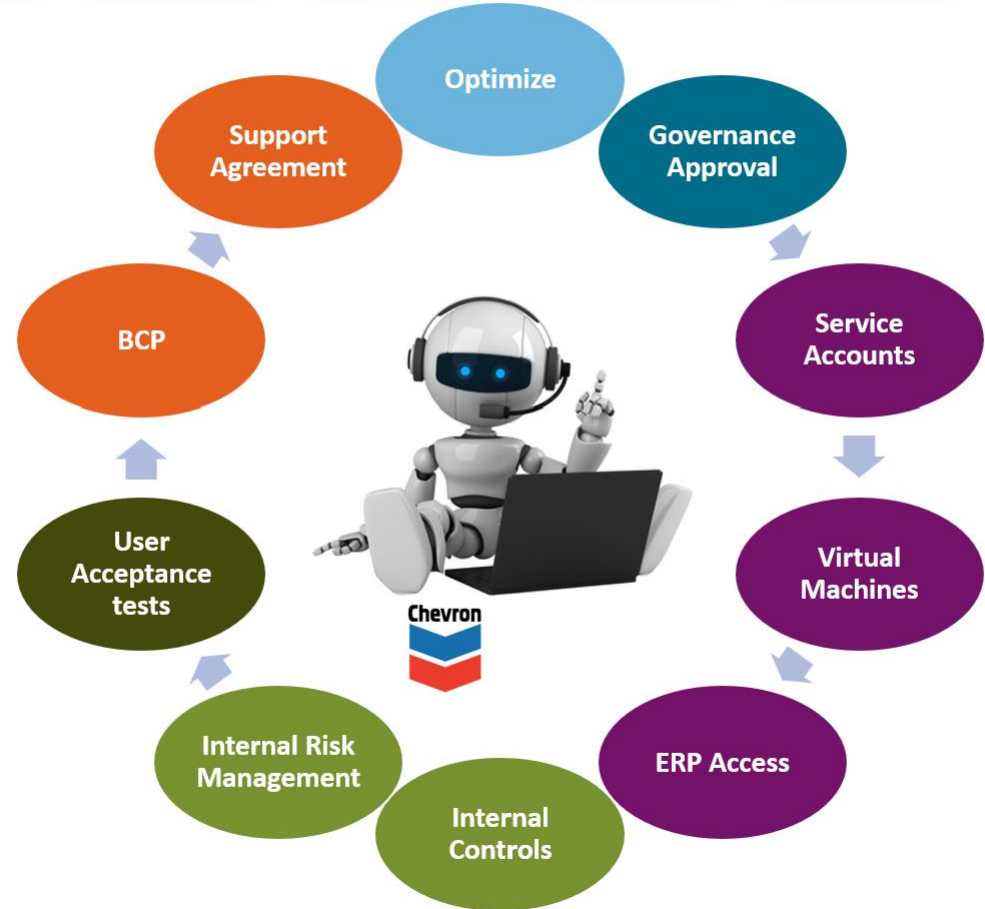 Optimize
Governance
Approval
Service
Accounts
Virtual
Machines
ERP Access
Internal
Controls
Internal Risk
Management
User
Acceptance
tests
BCP
Support
Agreement
Chevron